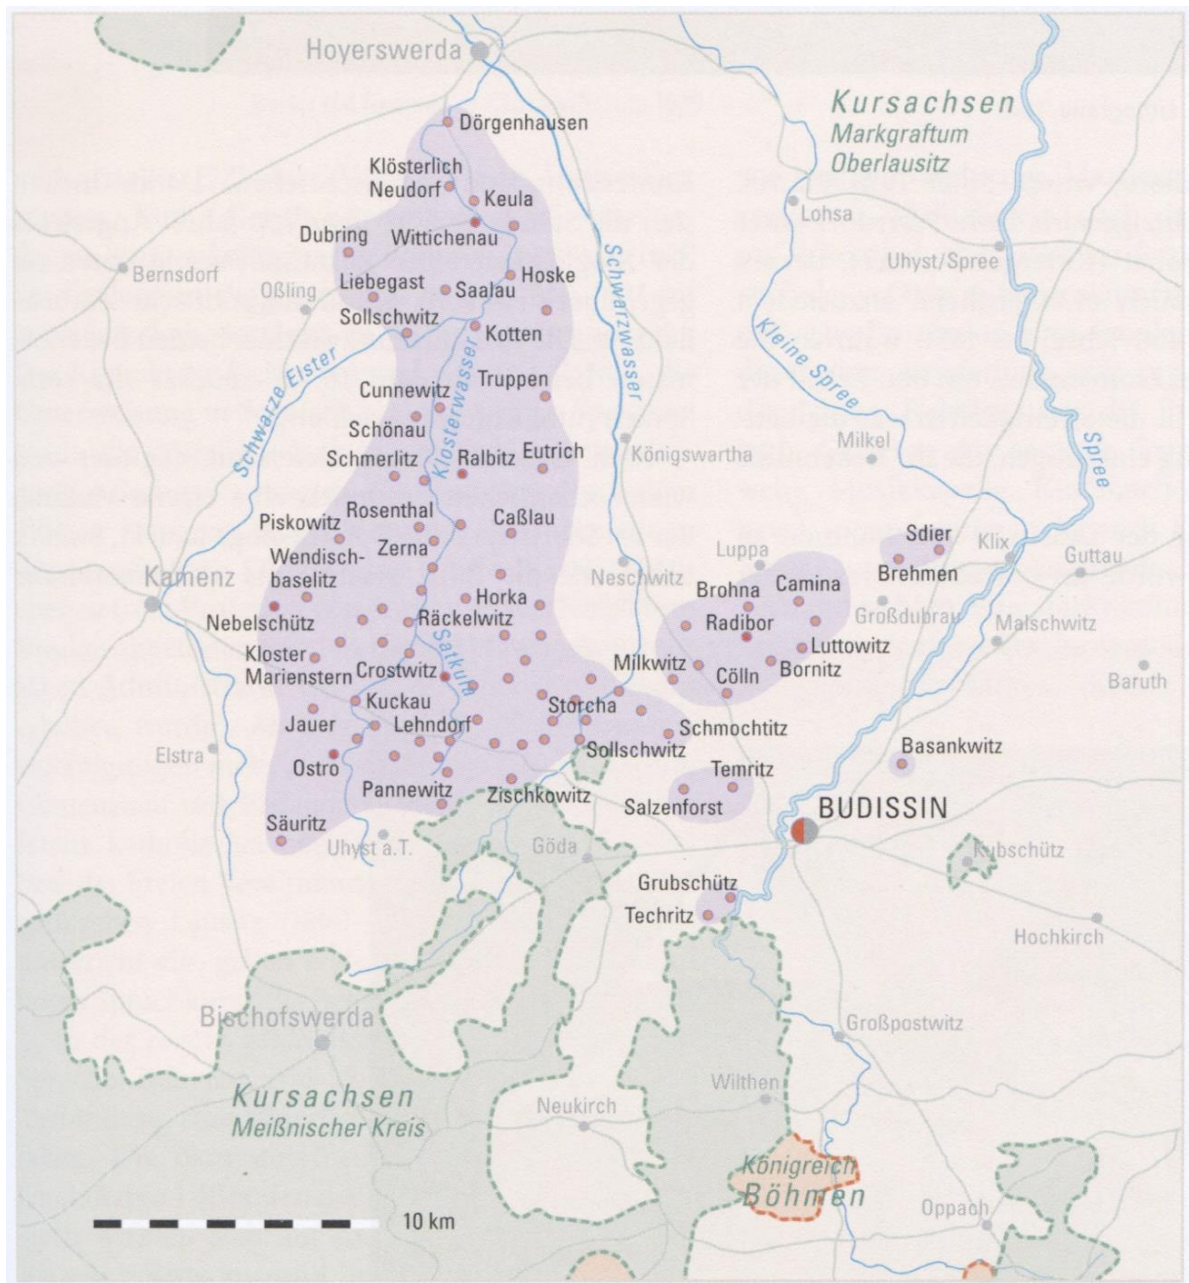 Hoyerswerda
Kursachsen
Markgraftum
Oberlausitz
Dörgenhausen
Klösterlich
Neudorf
Keula
Lohsa
Dubring
Wittichenau
Schwarzwasser
Uhyst/Spree
Bernsdorf
Oßling
Liebegast
Saalau
Hoske
Sollschwitz
Kotten
Kleine Spree
Schwarze Elster
Klosterwasser
Truppen
Cunnewitz
Schönau
Milkel
Schmerlitz
Ralbitz
Eutrich
Königswartha
Spree
Piskowitz
Rosenthal
Caßlau
Zerna
Sdier
Klix
Wendisch-
baselitz
Luppa
Brehmen
Guttau
Kamenz
Neschwitz
Brohna
Camina
Horka
Großdubrau
Nebelschütz
Räckelwitz
Radibor
Malschwitz
Satkula
Luttowitz
Kloster
Marienstern
Crostwitz
Milkwitz
Cölln
Bornitz
Baruth
Kuckau
Storcha
Jauer
Lehndorf
Schmochtitz
Elstra
Sollschwitz
Basankwitz
Ostro
Temritz
Pannewitz
Zischkowitz
Salzenforst
BUDISSIN
Säuritz
Uhyst a.T.
Göda
Kubschütz
Grubschütz
Techritz
Hochkirch
Bischofswerda
Großpostwitz
Kursachsen
Meißnischer Kreis
Wilthen
Neukirch
Königreich
Böhmen
Oppach
10 km